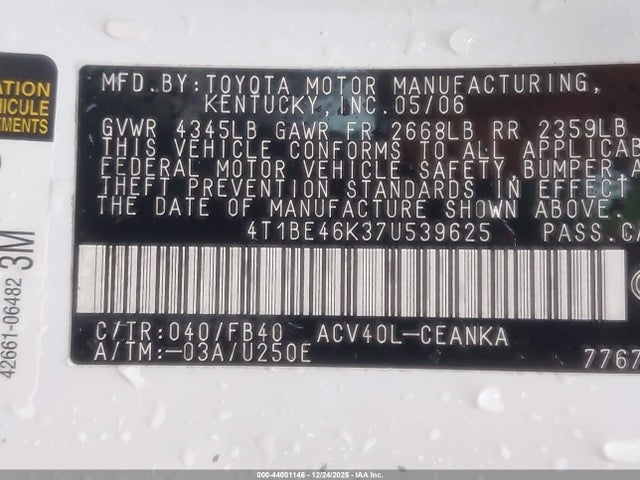 MFD.BY:TOYOTA MOTOR MANUFACTURING,
KENTUCKY,INC.05/06
GVWR 4345LB GAWR FR 2668LB RR 2359LB
THIS VEHICLE CONFORMS TO ALL APPLICAB
FEDERAL MOTOR VEHICLE SAFETY,BUMPER,A
THEFT PREVENTION STANDARDS IN EFFECT
THE DATE OF MANUFACTURE SHOWN ABOVE.
4T1BE46K37U539625 PASS.CA
C/TR:040/FB40 ACV40L-CEANKA
A/TM:-03A/U250E
7767
ATION
VEHICULE
EMENTS
42661-06482 3M
000-44001146 - 12/24/2025 - IAA Inc.